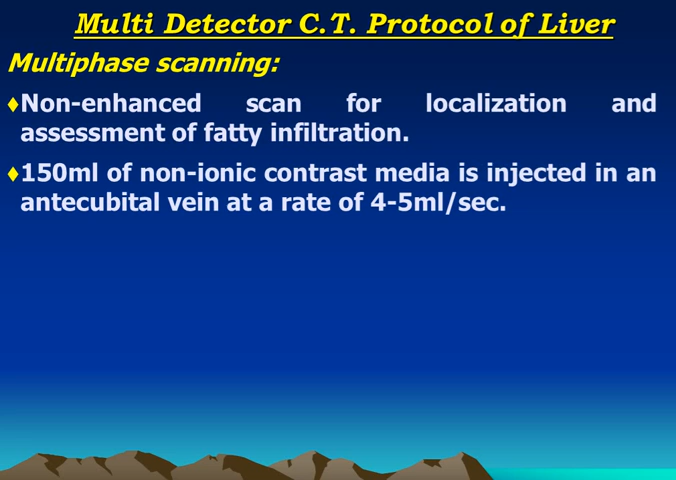 Multi Detector C.T. Protocol of Liver
Multiphase scanning:
♦Non-enhanced scan for localization and
assessment of fatty infiltration.
♦150ml of non-ionic contrast media is injected in an
antecubital vein at a rate of 4-5ml/sec.